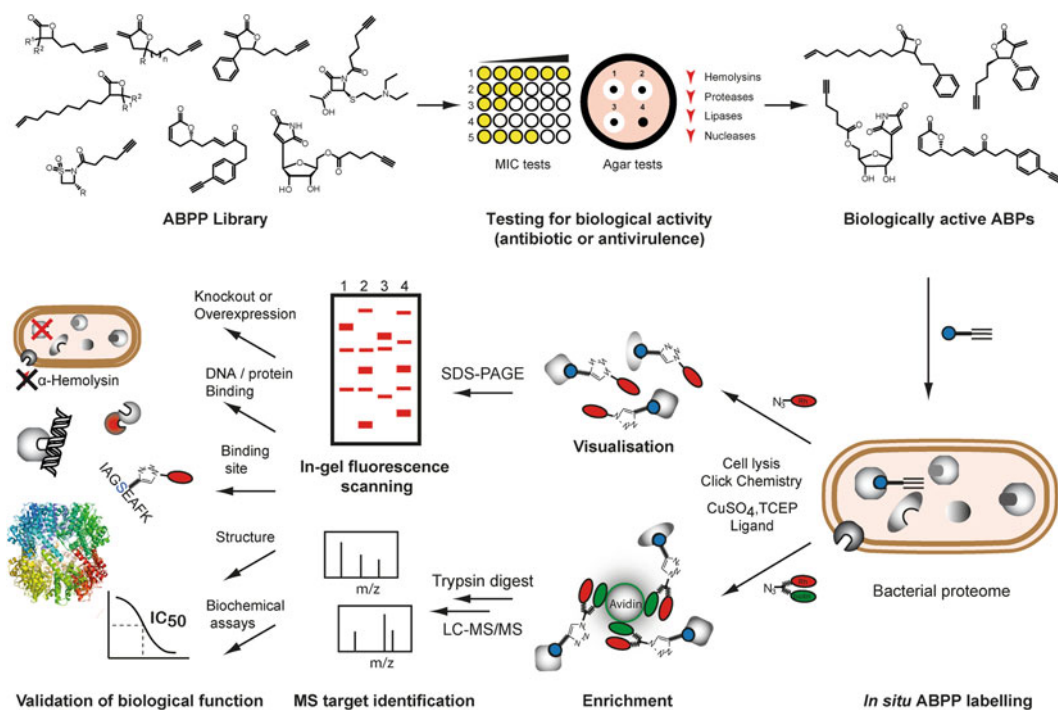 ABPP Library
1
2
3
4
5
MIC tests
1 2
3 4
Agar tests
Hemolysins
Proteases
Lipases
Nucleases
Testing for biological activity
(antibiotic or antivirulence)
Biologically active ABPs
Knockout or
Overexpression
α-Hemolysin
DNA / protein
Binding
Binding
site
IAGSEAFK
Structure
Biochemical
assays
IC50
Validation of biological function
1 2 3 4
In-gel fluorescence
scanning
SDS-PAGE
Visualisation
N3 Rh
Cell lysis
Click Chemistry
CuSO4,TCEP
Ligand
N3 Rh
Bacterial proteome
In situ ABPP labelling
Avidin
Enrichment
Trypsin digest
LC-MS/MS
m/z
m/z
MS target identification